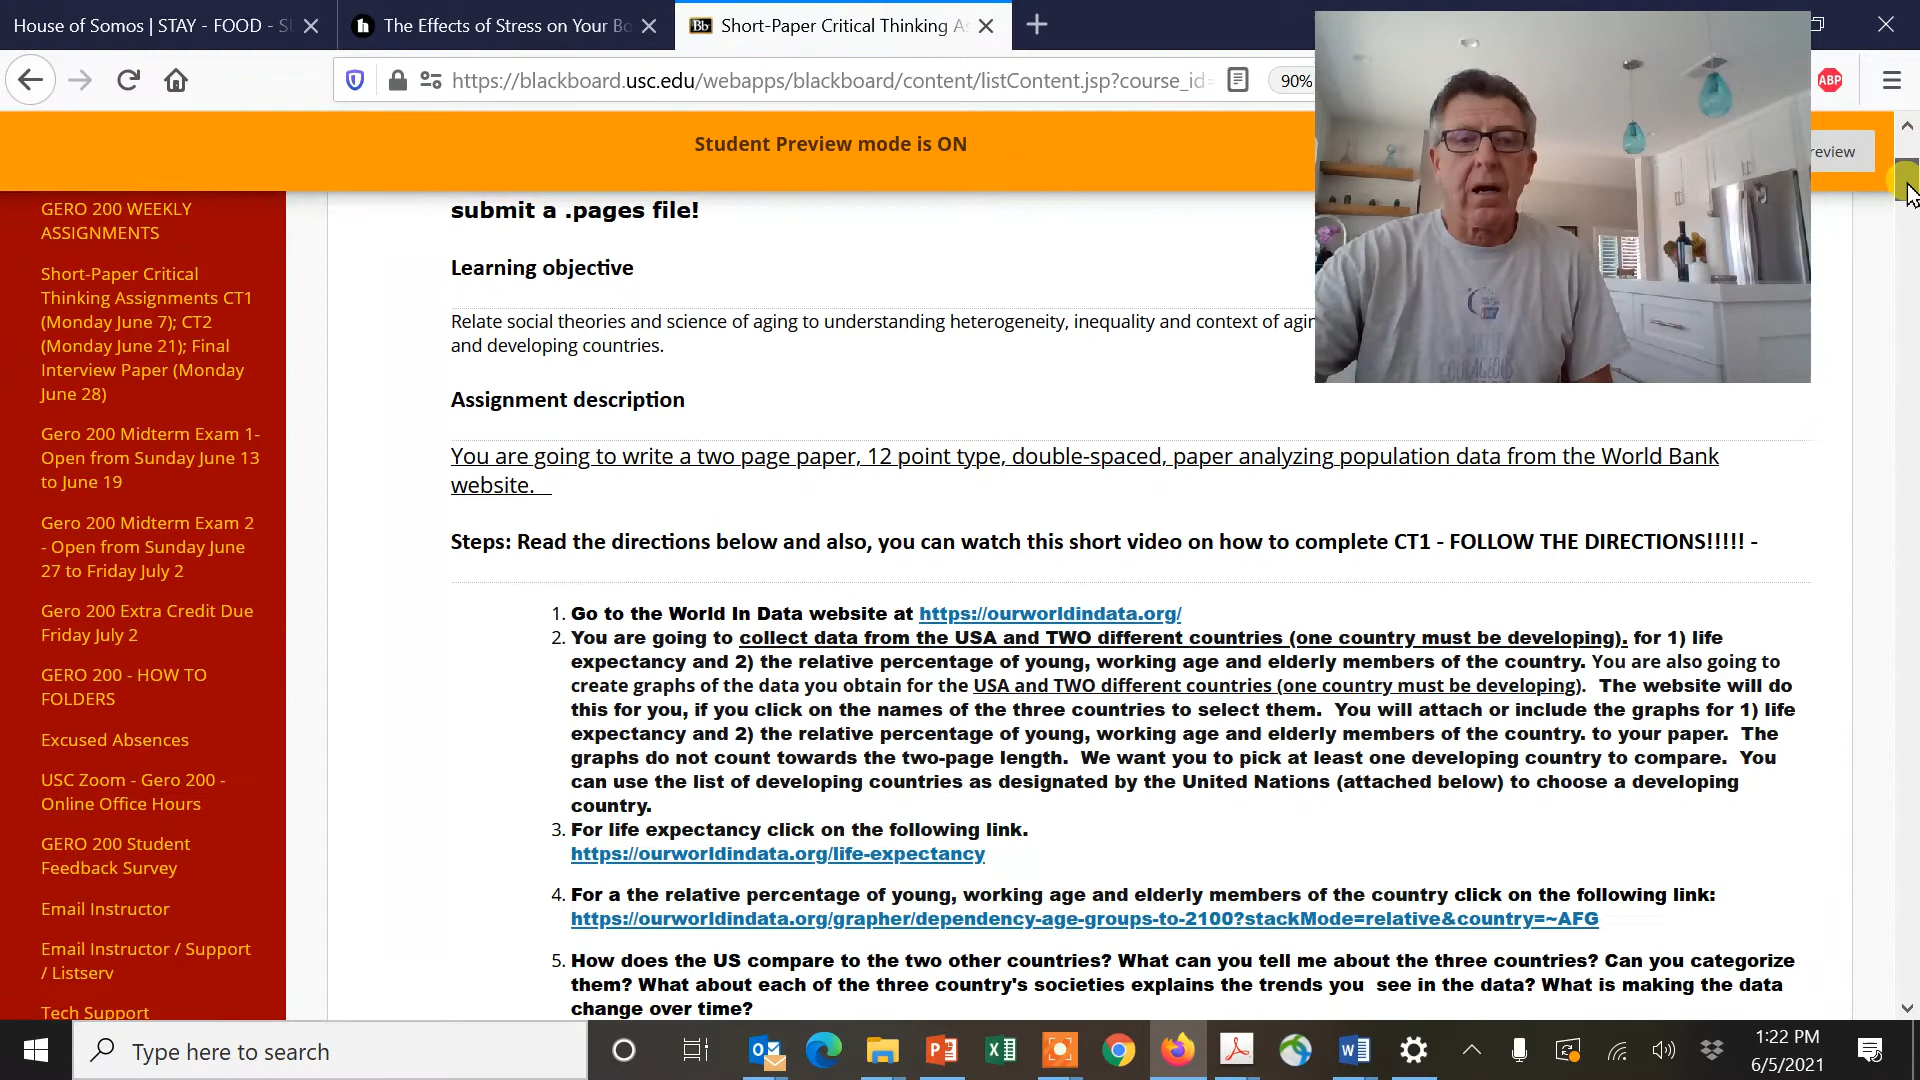 House of Somos | STAY - FOOD - S
The Effects of Stress on Your Bo
Short-Paper Critical Thinking As
https://blackboard.usc.edu/webapps/blackboard/content/listContent.jsp?course_id=
90%
ABP
Student Preview mode is ON
review
GERO 200 WEEKLY
ASSIGNMENTS
Short-Paper Critical
Thinking Assignments CT1
(Monday June 7); CT2
(Monday June 21); Final
Interview Paper (Monday
June 28)
Gero 200 Midterm Exam 1-
Open from Sunday June 13
to June 19
Gero 200 Midterm Exam 2
- Open from Sunday June
27 to Friday July 2
Gero 200 Extra Credit Due
Friday July 2
GERO 200 - HOW TO
FOLDERS
Excused Absences
USC Zoom - Gero 200 -
Online Office Hours
GERO 200 Student
Feedback Survey
Email Instructor
Email Instructor / Support
/ Listserv
Tech Support
submit a .pages file!
Learning objective
Relate social theories and science of aging to understanding heterogeneity, inequality and context of agin
and developing countries.
Assignment description
You are going to write a two page paper, 12 point type, double-spaced, paper analyzing population data from the World Bank
website.
Steps: Read the directions below and also, you can watch this short video on how to complete CT1 - FOLLOW THE DIRECTIONS!!!!! -
1. Go to the World In Data website at https://ourworldindata.org/
2. You are going to collect data from the USA and TWO different countries (one country must be developing). for 1) life
expectancy and 2) the relative percentage of young, working age and elderly members of the country. You are also going to
create graphs of the data you obtain for the USA and TWO different countries (one country must be developing). The website will do
this for you, if you click on the names of the three countries to select them. You will attach or include the graphs for 1) life
expectancy and 2) the relative percentage of young, working age and elderly members of the country. to your paper. The
graphs do not count towards the two-page length. We want you to pick at least one developing country to compare. You
can use the list of developing countries as designated by the United Nations (attached below) to choose a developing
country.
3. For life expectancy click on the following link.
https://ourworldindata.org/life-expectancy
4. For a the relative percentage of young, working age and elderly members of the country click on the following link:
https://ourworldindata.org/grapher/dependency-age-groups-to-2100?stackMode=relative&country=~AFG
5. How does the US compare to the two other countries? What can you tell me about the three countries? Can you categorize
them? What about each of the three country's societies explains the trends you see in the data? What is making the data
change over time?
Type here to search
1:22 PM
6/5/2021